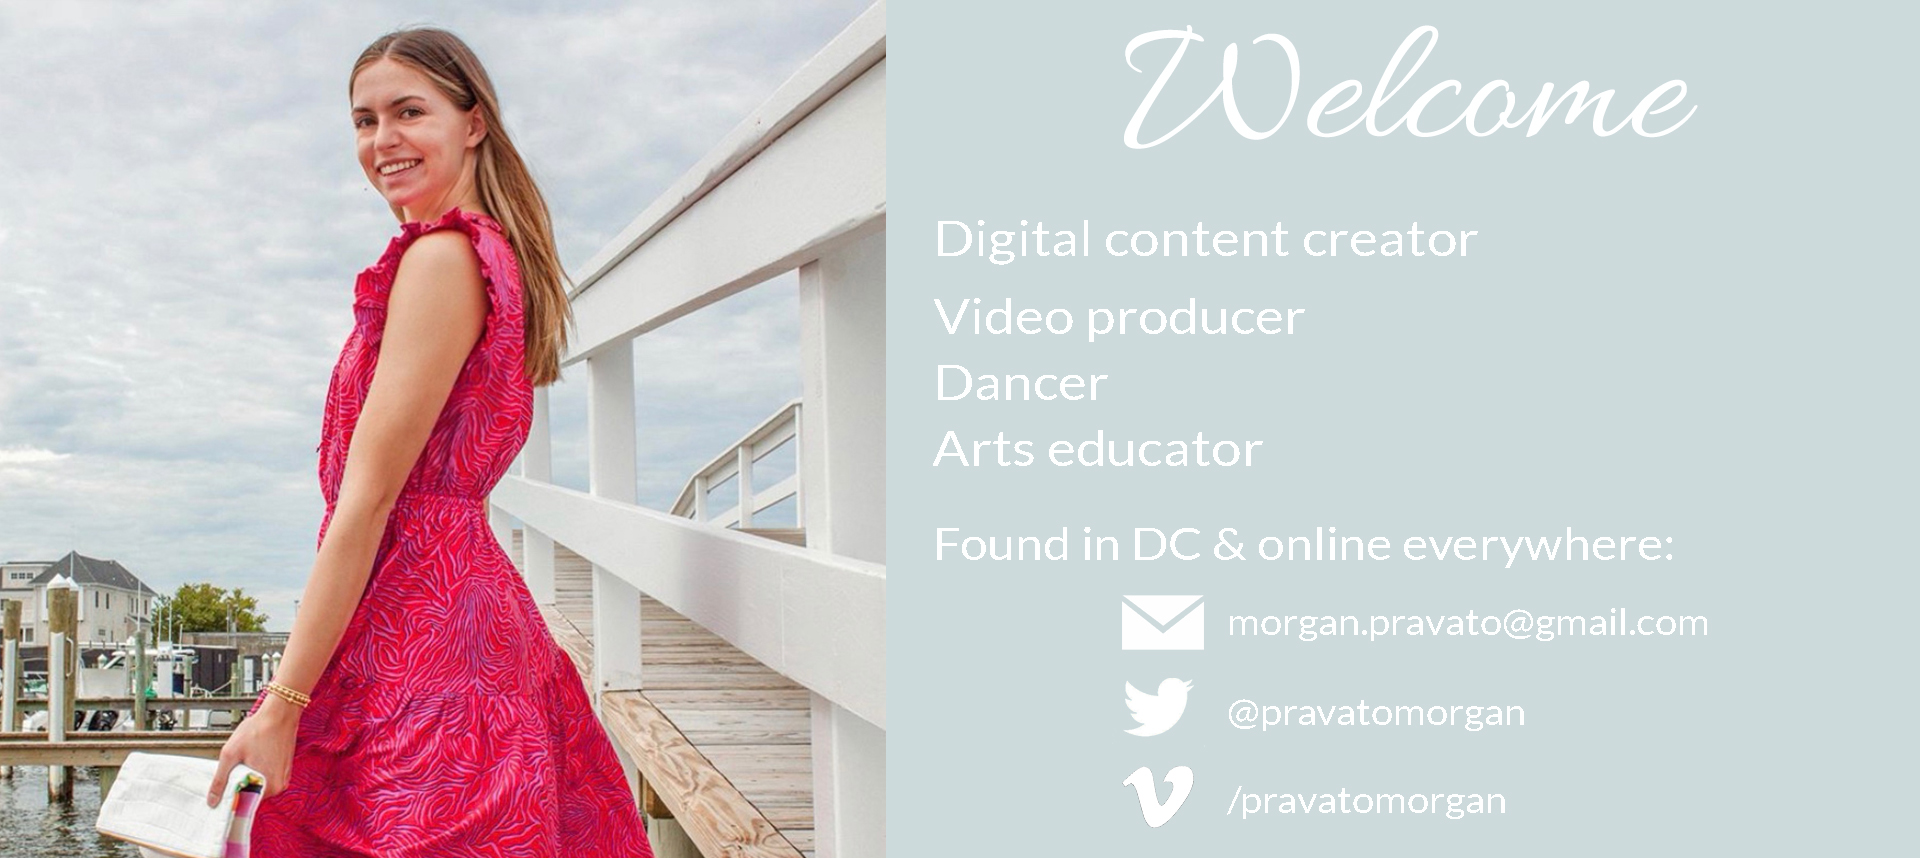 Welcome
Digital content creator
Video producer
Dancer
Arts educator
Found in DC & online everywhere:
morgan.pravato@gmail.com
@pravatomorgan
/pravatomorgan